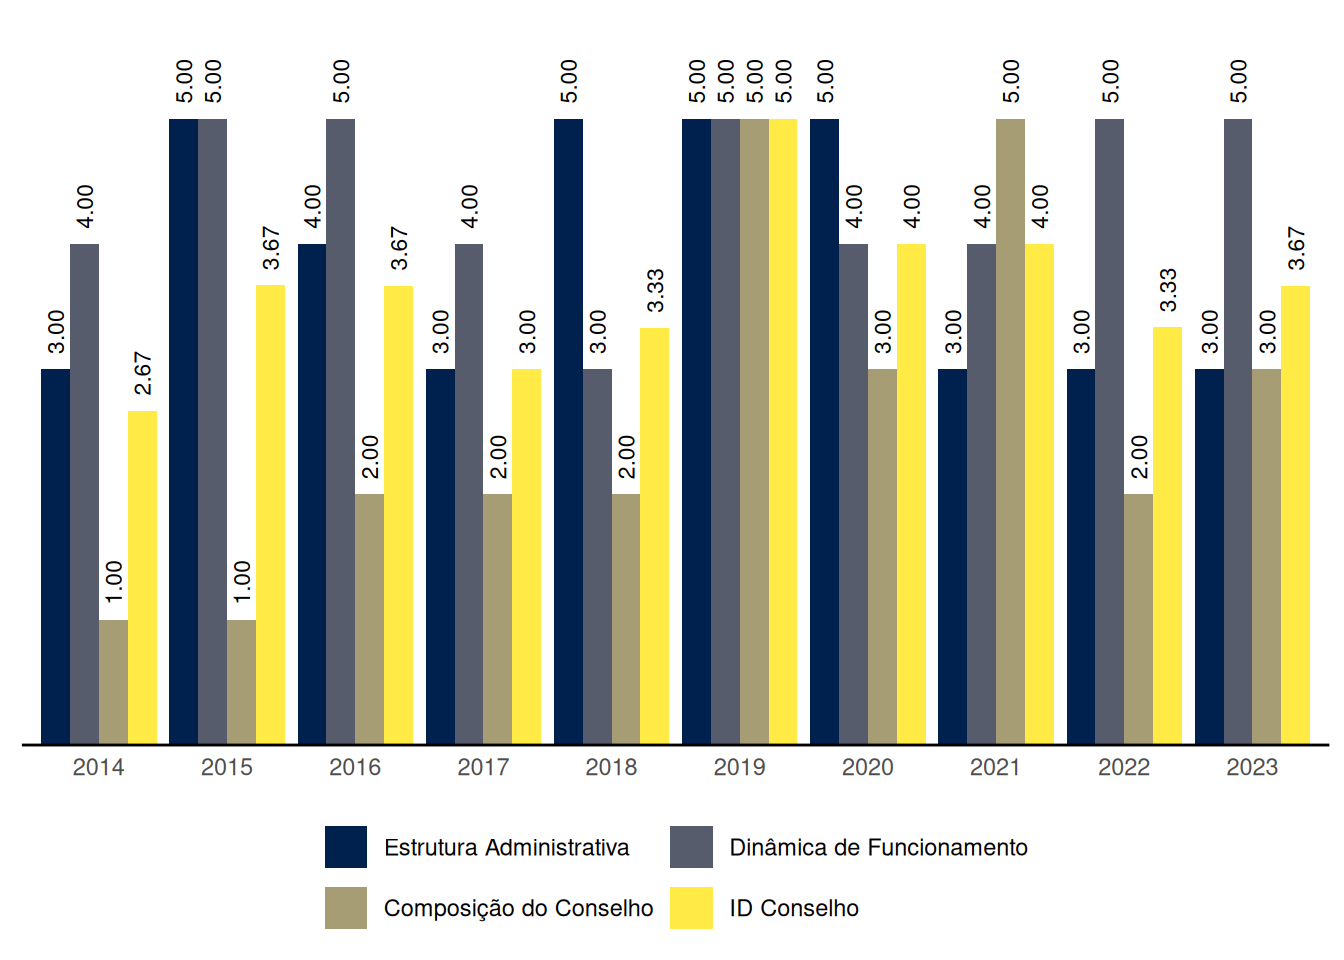 3.00 4.00 1.00 2.67 5.00 5.00 1.00 3.67 4.00 5.00 2.00 3.67 3.00 4.00 2.00 3.00 5.00 3.00 2.00 3.33 5.00 5.00 5.00 5.00 5.00 4.00 3.00 4.00 3.00 4.00 5.00 4.00 3.00 5.00 2.00 3.33 3.00 5.00 3.00 3.67
2014 2015 2016 2017 2018 2019 2020 2021 2022 2023
Estrutura Administrativa Dinâmica de Funcionamento
Composição do Conselho ID Conselho